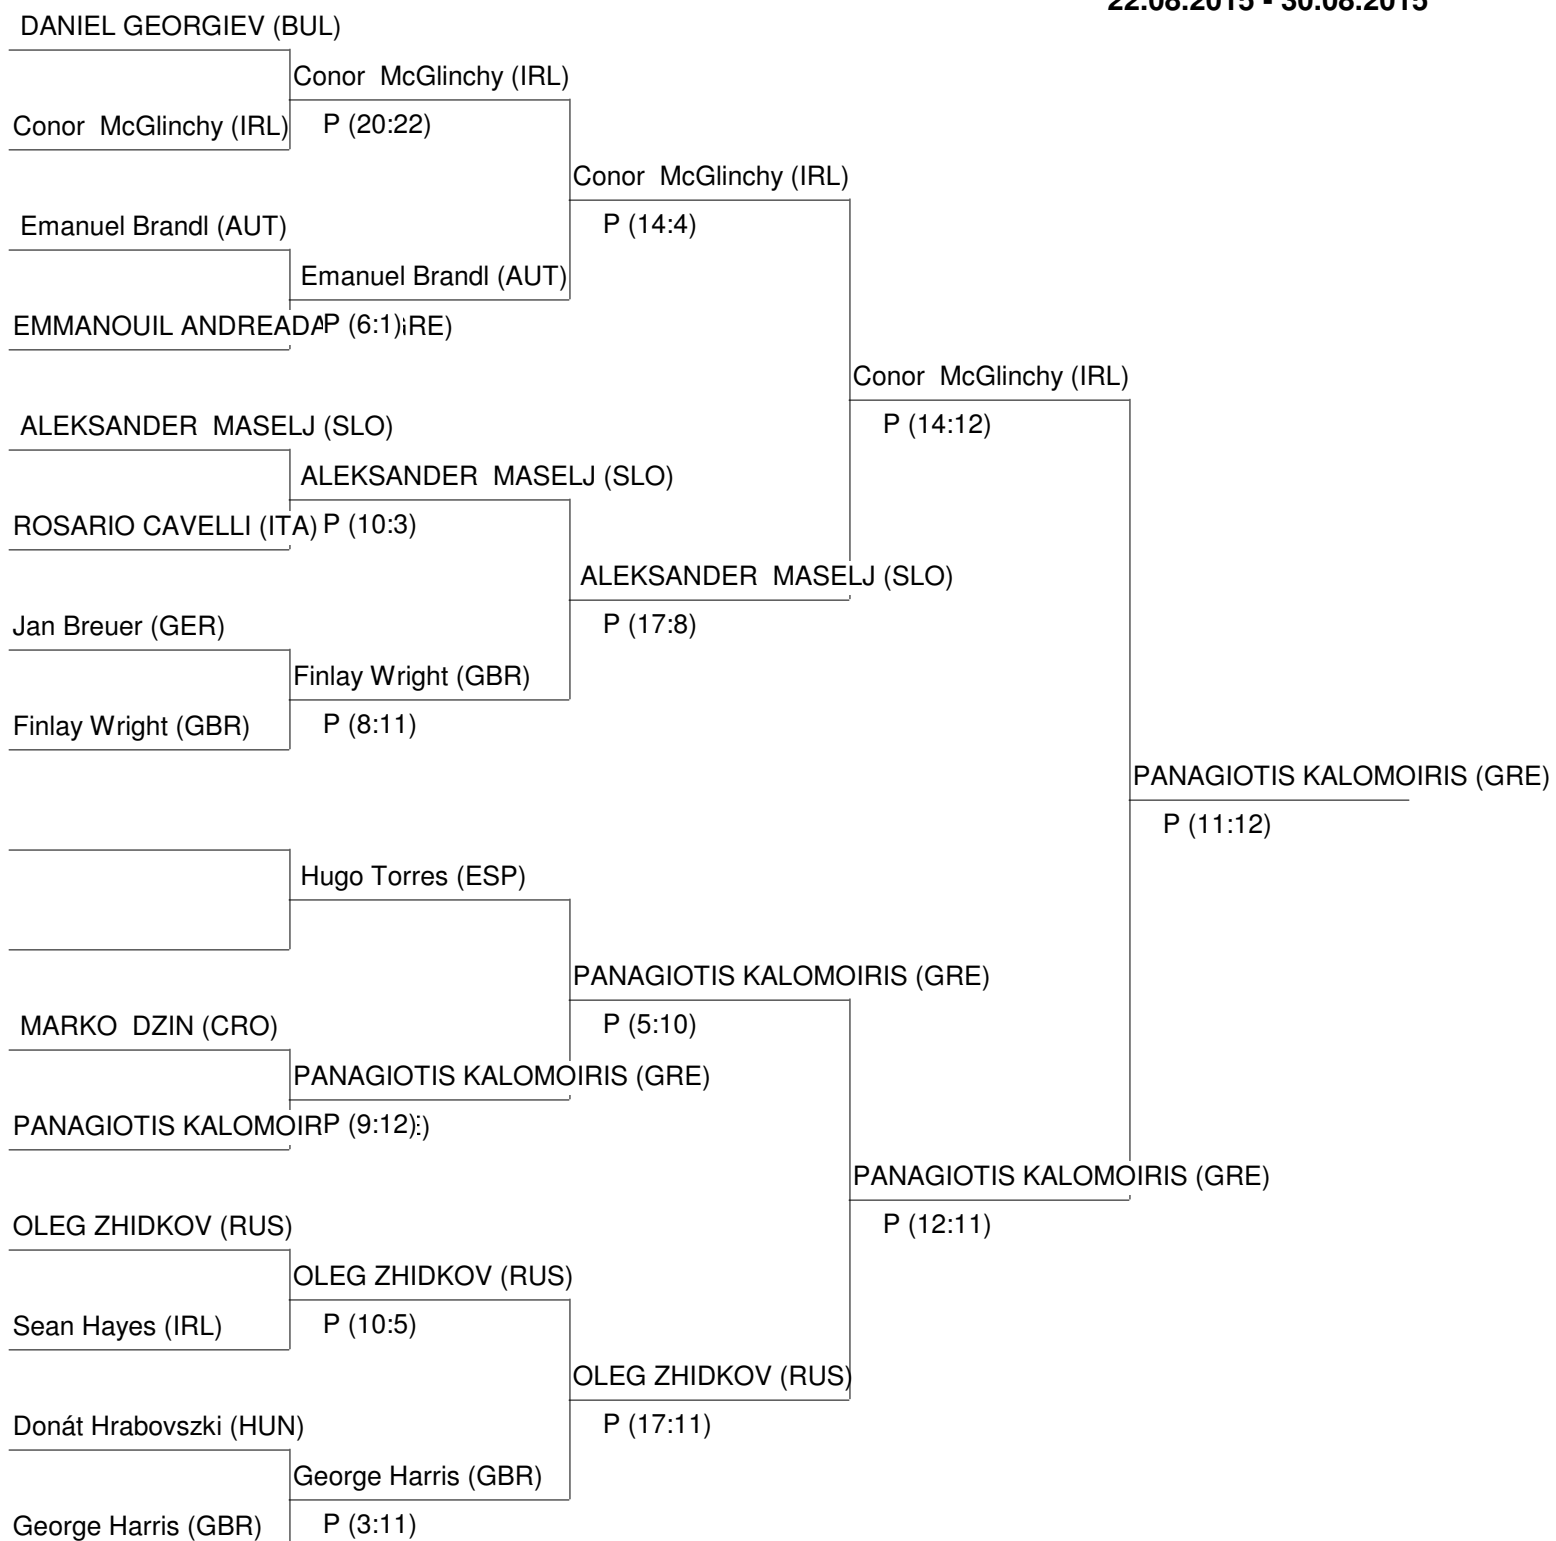 22.08.2015 - 30.08.2015
DANIEL GEORGIEV (BUL)
Conor McGlinchy (IRL)
Conor McGlinchy (IRL)
P (20:22)
Conor McGlinchy (IRL)
Emanuel Brandl (AUT)
P (14:4)
Emanuel Brandl (AUT)
EMMANOUIL ANDREADA
P (6:1)
RE)
Conor McGlinchy (IRL)
ALEKSANDER MASELJ (SLO)
P (14:12)
ALEKSANDER MASELJ (SLO)
ROSARIO CAVELLI (ITA)
P (10:3)
ALEKSANDER MASELJ (SLO)
Jan Breuer (GER)
P (17:8)
Finlay Wright (GBR)
Finlay Wright (GBR)
P (8:11)
PANAGIOTIS KALOMOIRIS (GRE)
P (11:12)
Hugo Torres (ESP)
PANAGIOTIS KALOMOIRIS (GRE)
MARKO DZIN (CRO)
P (5:10)
PANAGIOTIS KALOMOIRIS (GRE)
PANAGIOTIS KALOMOIR
P (9:12)
)
PANAGIOTIS KALOMOIRIS (GRE)
OLEG ZHIDKOV (RUS)
P (12:11)
OLEG ZHIDKOV (RUS)
Sean Hayes (IRL)
P (10:5)
OLEG ZHIDKOV (RUS)
Donát Hrabovszki (HUN)
P (17:11)
George Harris (GBR)
George Harris (GBR)
P (3:11)